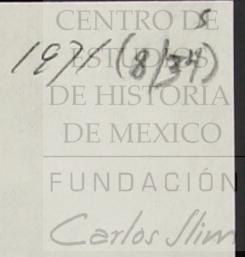 CENTRO DE
ESTUDIOS
1971 (8/34)
DE HISTORIA
DE MEXICO
FUNDACIÓN
Carlos Slim